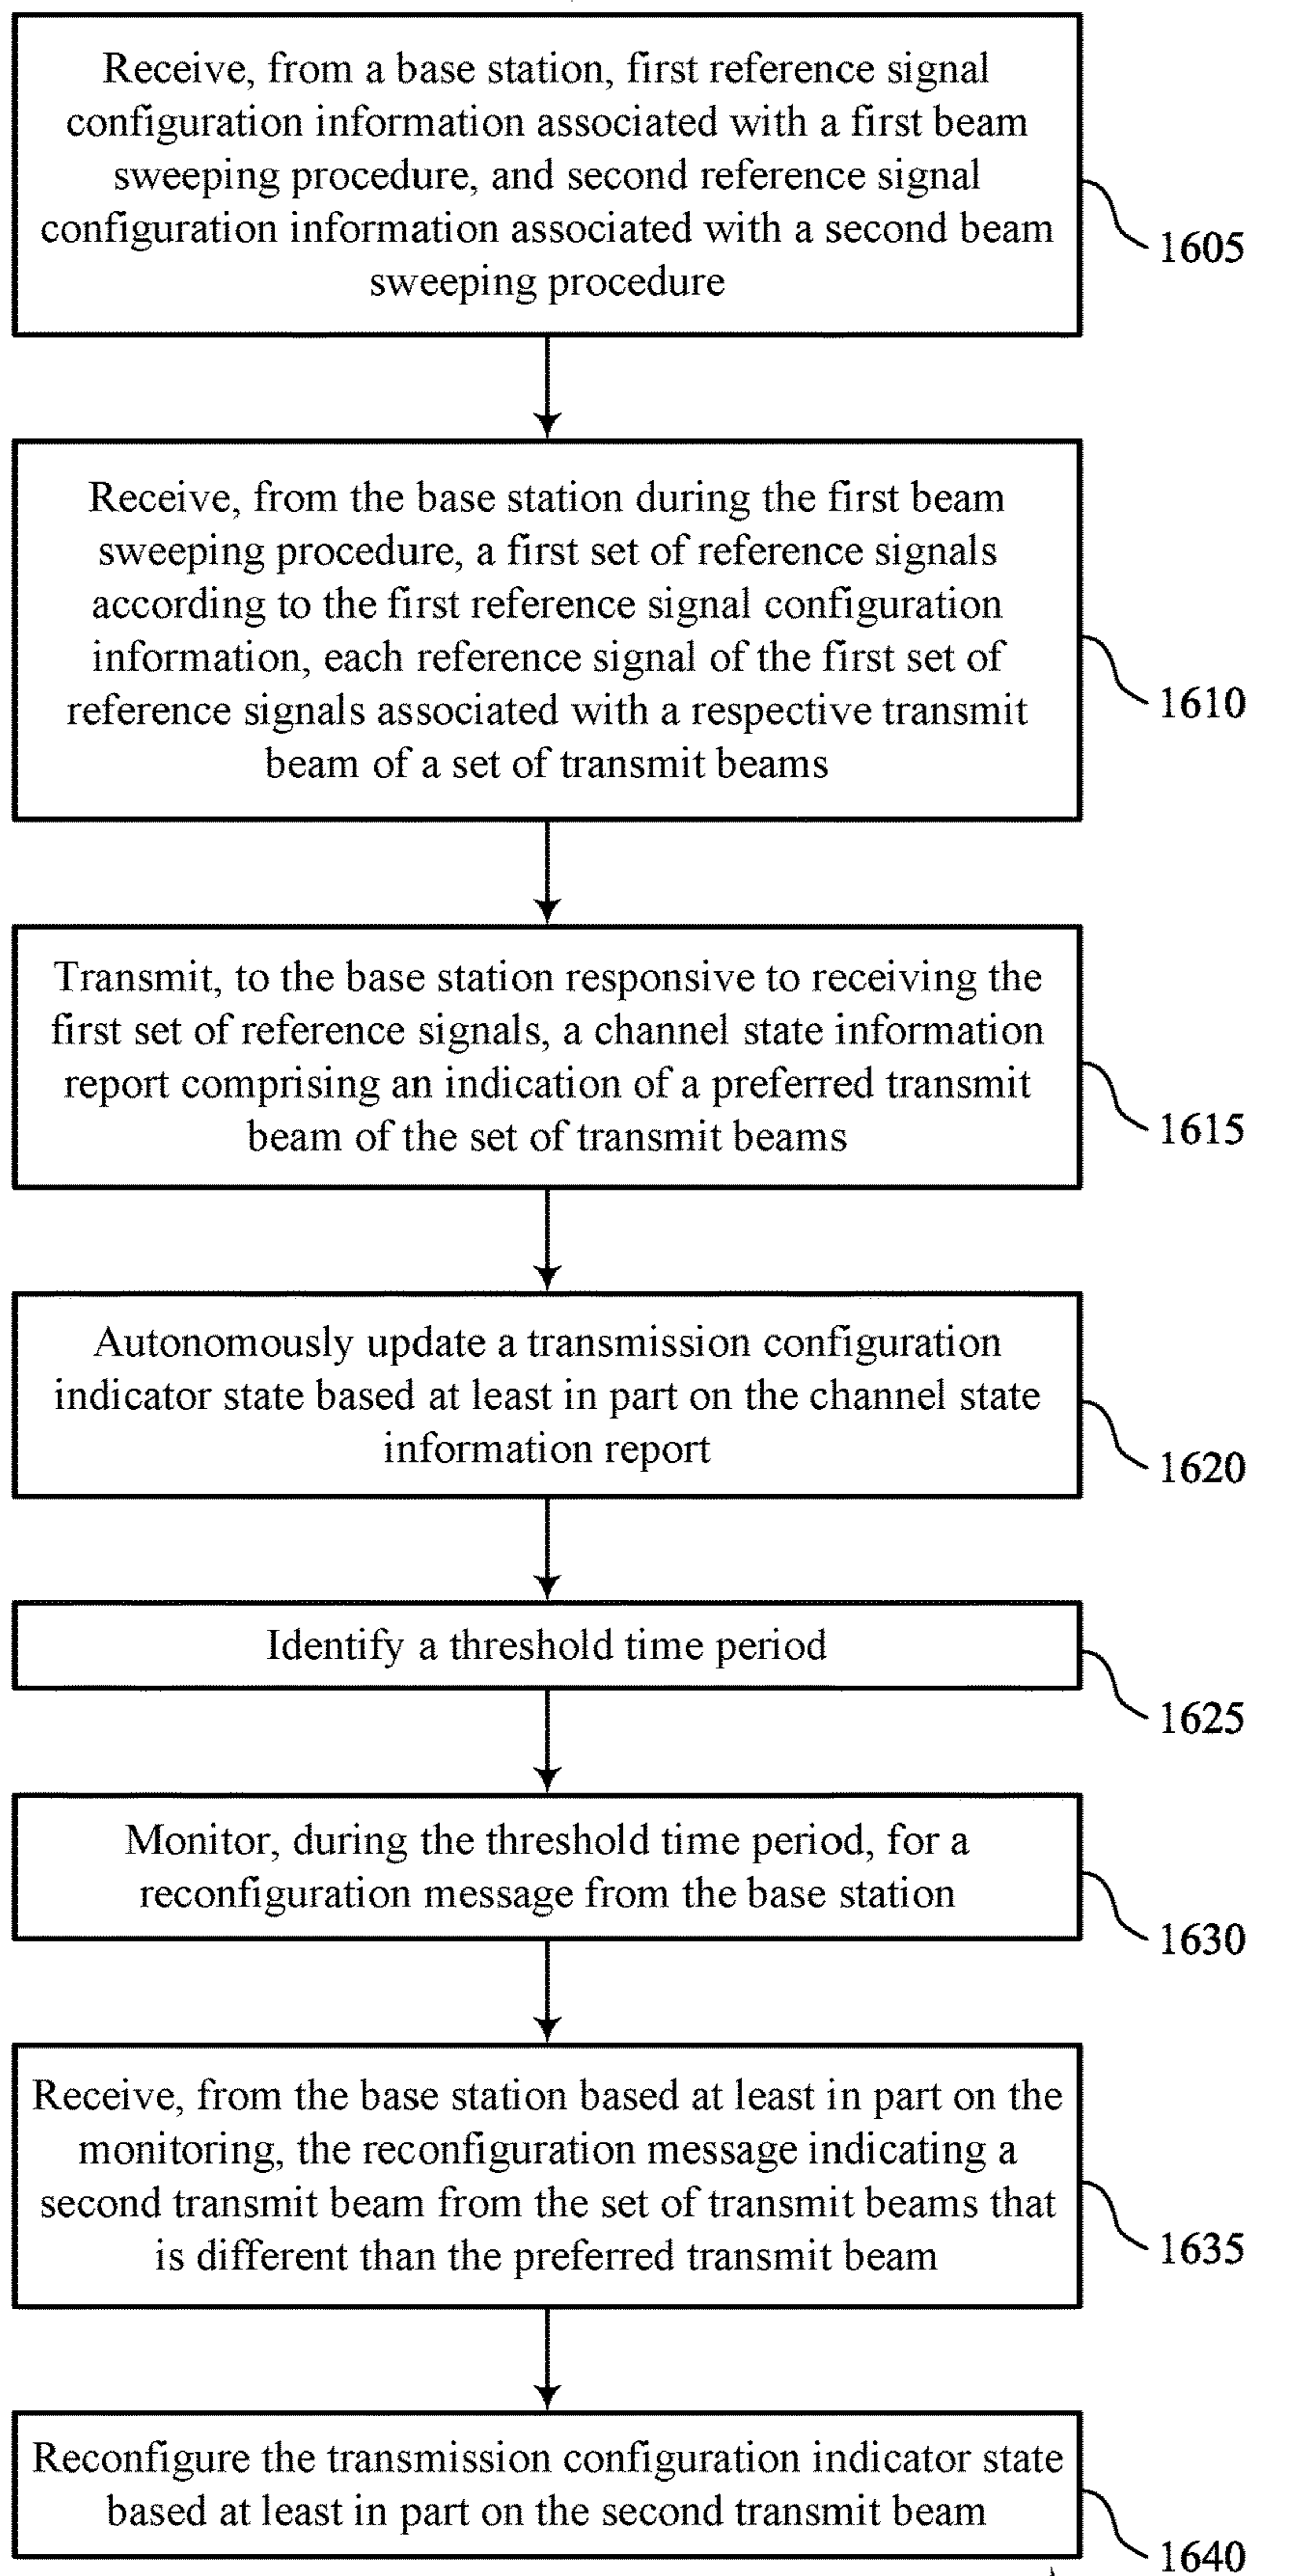 Receive, from a base station, first reference signal
configuration information associated with a first beam
sweeping procedure, and second reference signal
configuration information associated with a second beam
sweeping procedure
1605
Receive, from the base station during the first beam
sweeping procedure, a first set of reference signals
according to the first reference signal configuration
information, each reference signal of the first set of
reference signals associated with a respective transmit
beam of a set of transmit beams
1610
Transmit, to the base station responsive to receiving the
first set of reference signals, a channel state information
report comprising an indication of a preferred transmit
beam of the set of transmit beams
1615
Autonomously update a transmission configuration
indicator state based at least in part on the channel state
information report
1620
Identify a threshold time period
1625
Monitor, during the threshold time period, for a
reconfiguration message from the base station
1630
Receive, from the base station based at least in part on the
monitoring, the reconfiguration message indicating a
second transmit beam from the set of transmit beams that
is different than the preferred transmit beam
1635
Reconfigure the transmission configuration indicator state
based at least in part on the second transmit beam
1640